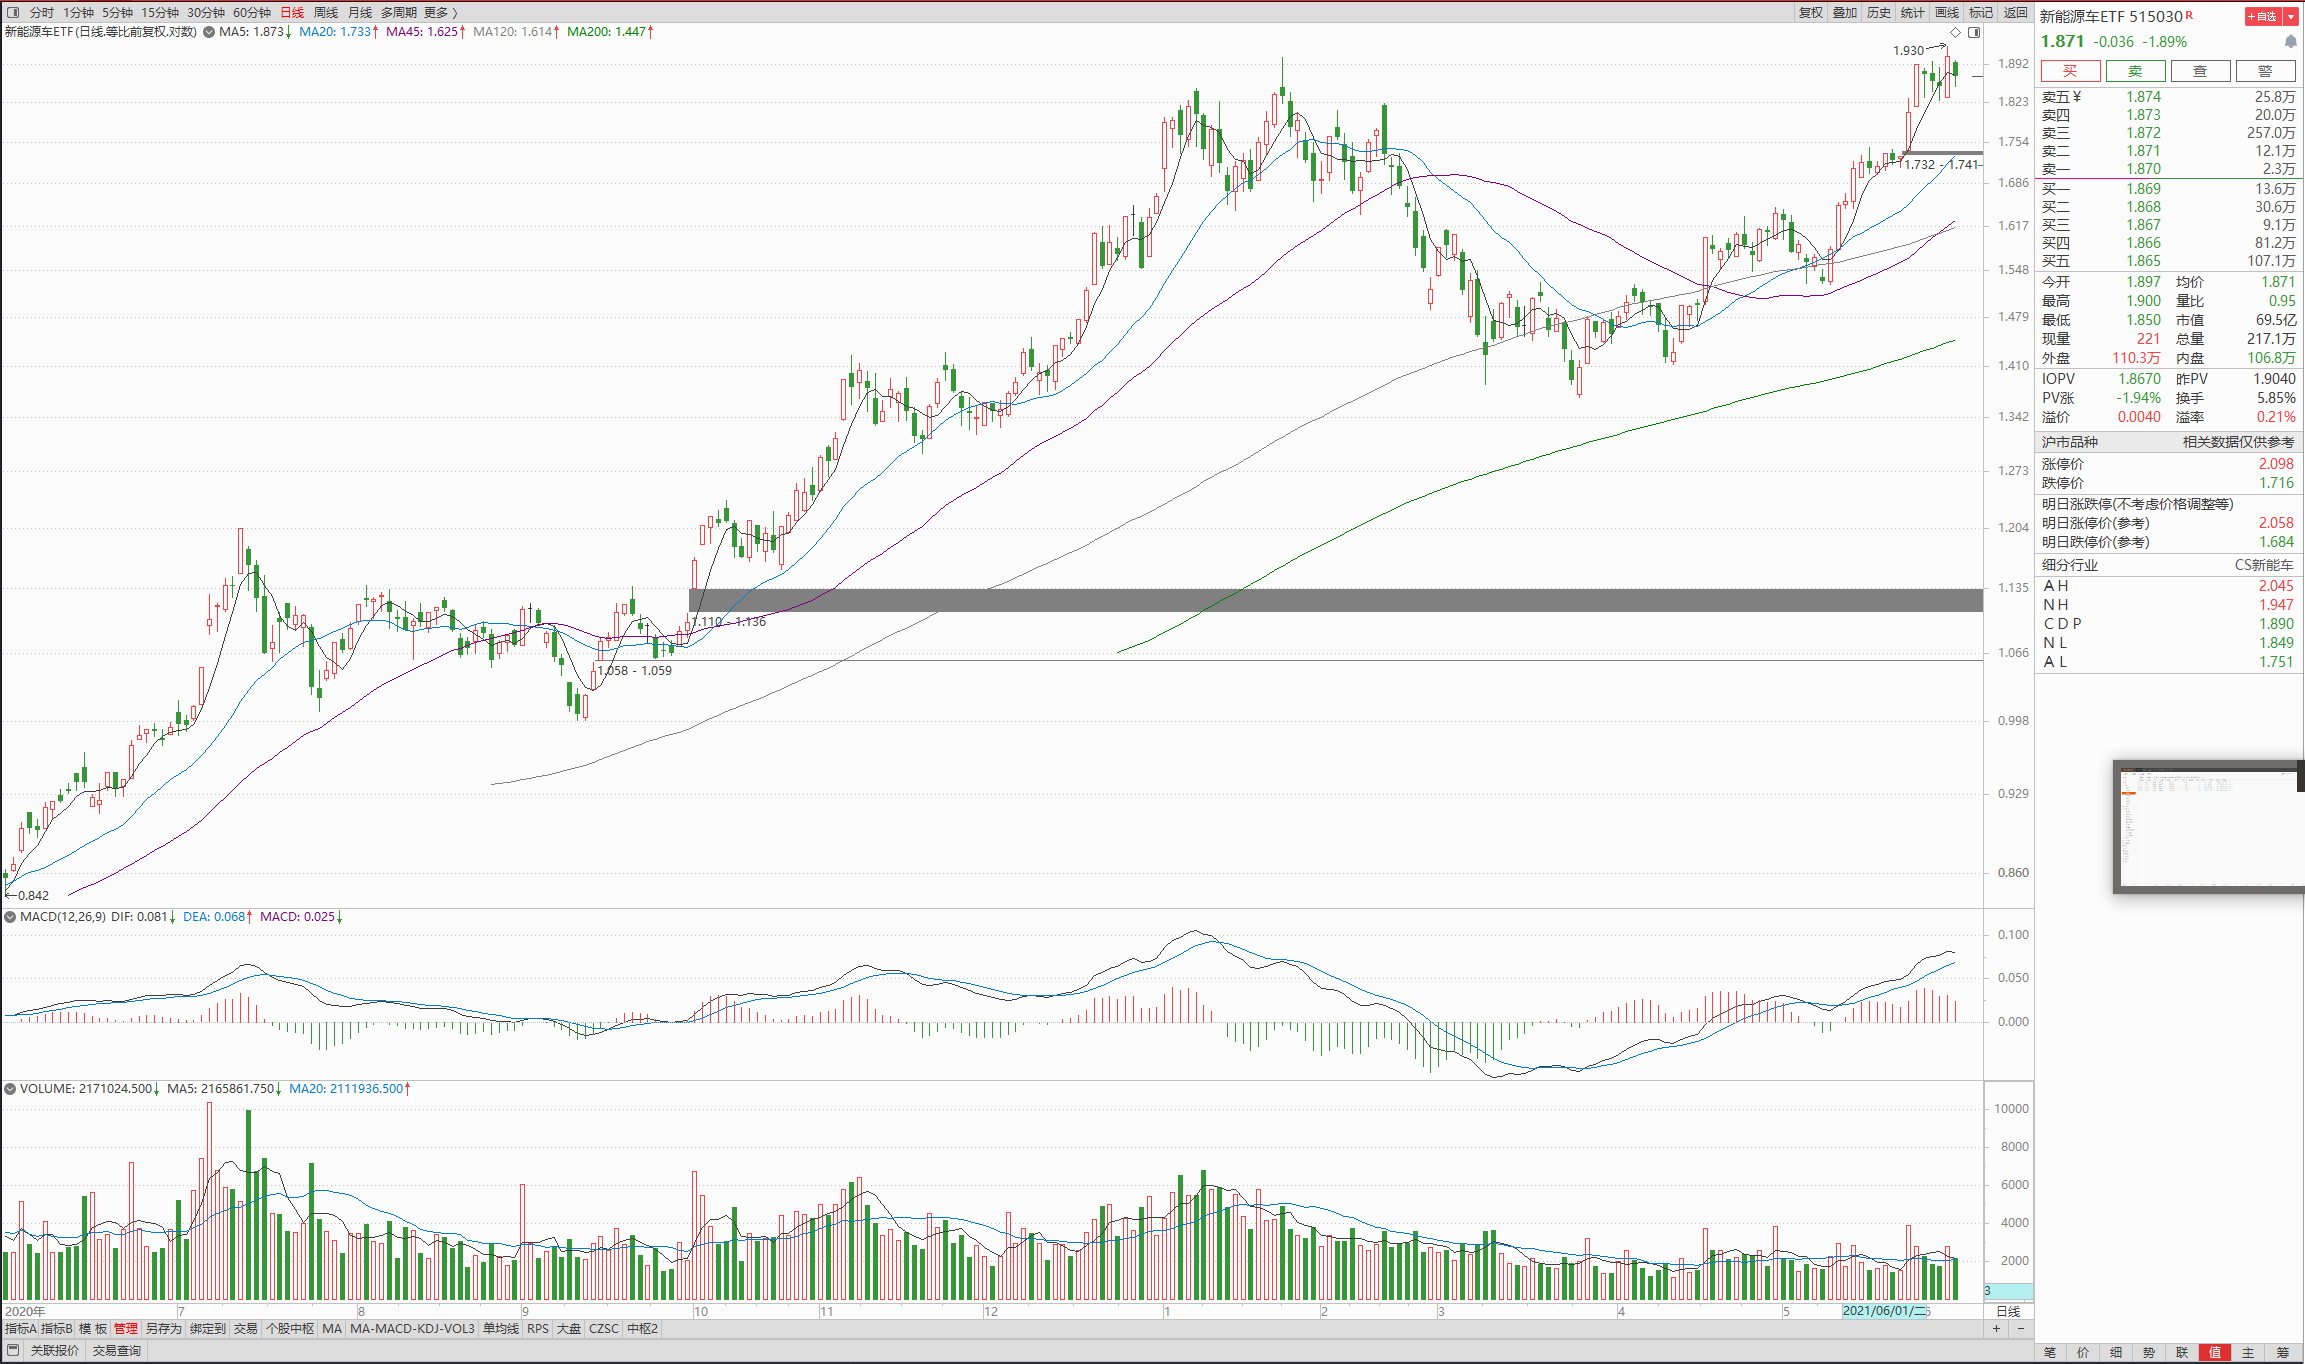 分时 1分钟 5分钟 15分钟 30分钟 60分钟 日线 周线 月线 多周期 更多 〉 复权 叠加 历史 统计 画线 标记 返回
新能源车ETF(日线,等比前复权,对数) MA5: 1.873↓ MA20: 1.733↑ MA45: 1.625↑ MA120: 1.614↑ MA200: 1.447↑
1.930
1.892
1.823
1.754
1.732 - 1.741
1.686
1.617
1.548
1.479
1.410
1.342
1.273
1.204
1.135
1.110 - 1.136
1.066
1.058 - 1.059
0.998
0.929
0.860
0.842
MACD(12,26,9) DIF: 0.081↓ DEA: 0.068↑ MACD: 0.025↓
0.100
0.050
0.000
VOLUME: 2171024.500↓ MA5: 2165861.750↓ MA20: 2111936.500↑
10000
8000
6000
4000
2000
3
2020年 7 8 9 10 11 12 1 2 3 4 5 2021/06/01/二 6 日线
指标A 指标B 模 板 管理 另存为 绑定到 交易 个股中枢 MA MA-MACD-KDJ-VOL3 单均线 RPS 大盘 CZSC 中枢2 + −
关联报价 交易查询
新能源车ETF 515030 R +自选
1.871 -0.036 -1.89%
买 卖 查 警
卖五 ¥ 1.874 25.8万
卖四 1.873 20.0万
卖三 1.872 257.0万
卖二 1.871 12.1万
卖一 1.870 2.3万
买一 1.869 13.6万
买二 1.868 30.6万
买三 1.867 9.1万
买四 1.866 81.2万
买五 1.865 107.1万
今开 1.897 均价 1.871
最高 1.900 量比 0.95
最低 1.850 市值 69.5亿
现量 221 总量 217.1万
外盘 110.3万 内盘 106.8万
IOPV 1.8670 昨PV 1.9040
PV涨 -1.94% 换手 5.85%
溢价 0.0040 溢率 0.21%
沪市品种 相关数据仅供参考
涨停价 2.098
跌停价 1.716
明日涨跌停(不考虑价格调整等)
明日涨停价(参考) 2.058
明日跌停价(参考) 1.684
细分行业 CS新能车
A H 2.045
N H 1.947
C D P 1.890
N L 1.849
A L 1.751
笔 价 细 势 联 值 主 筹